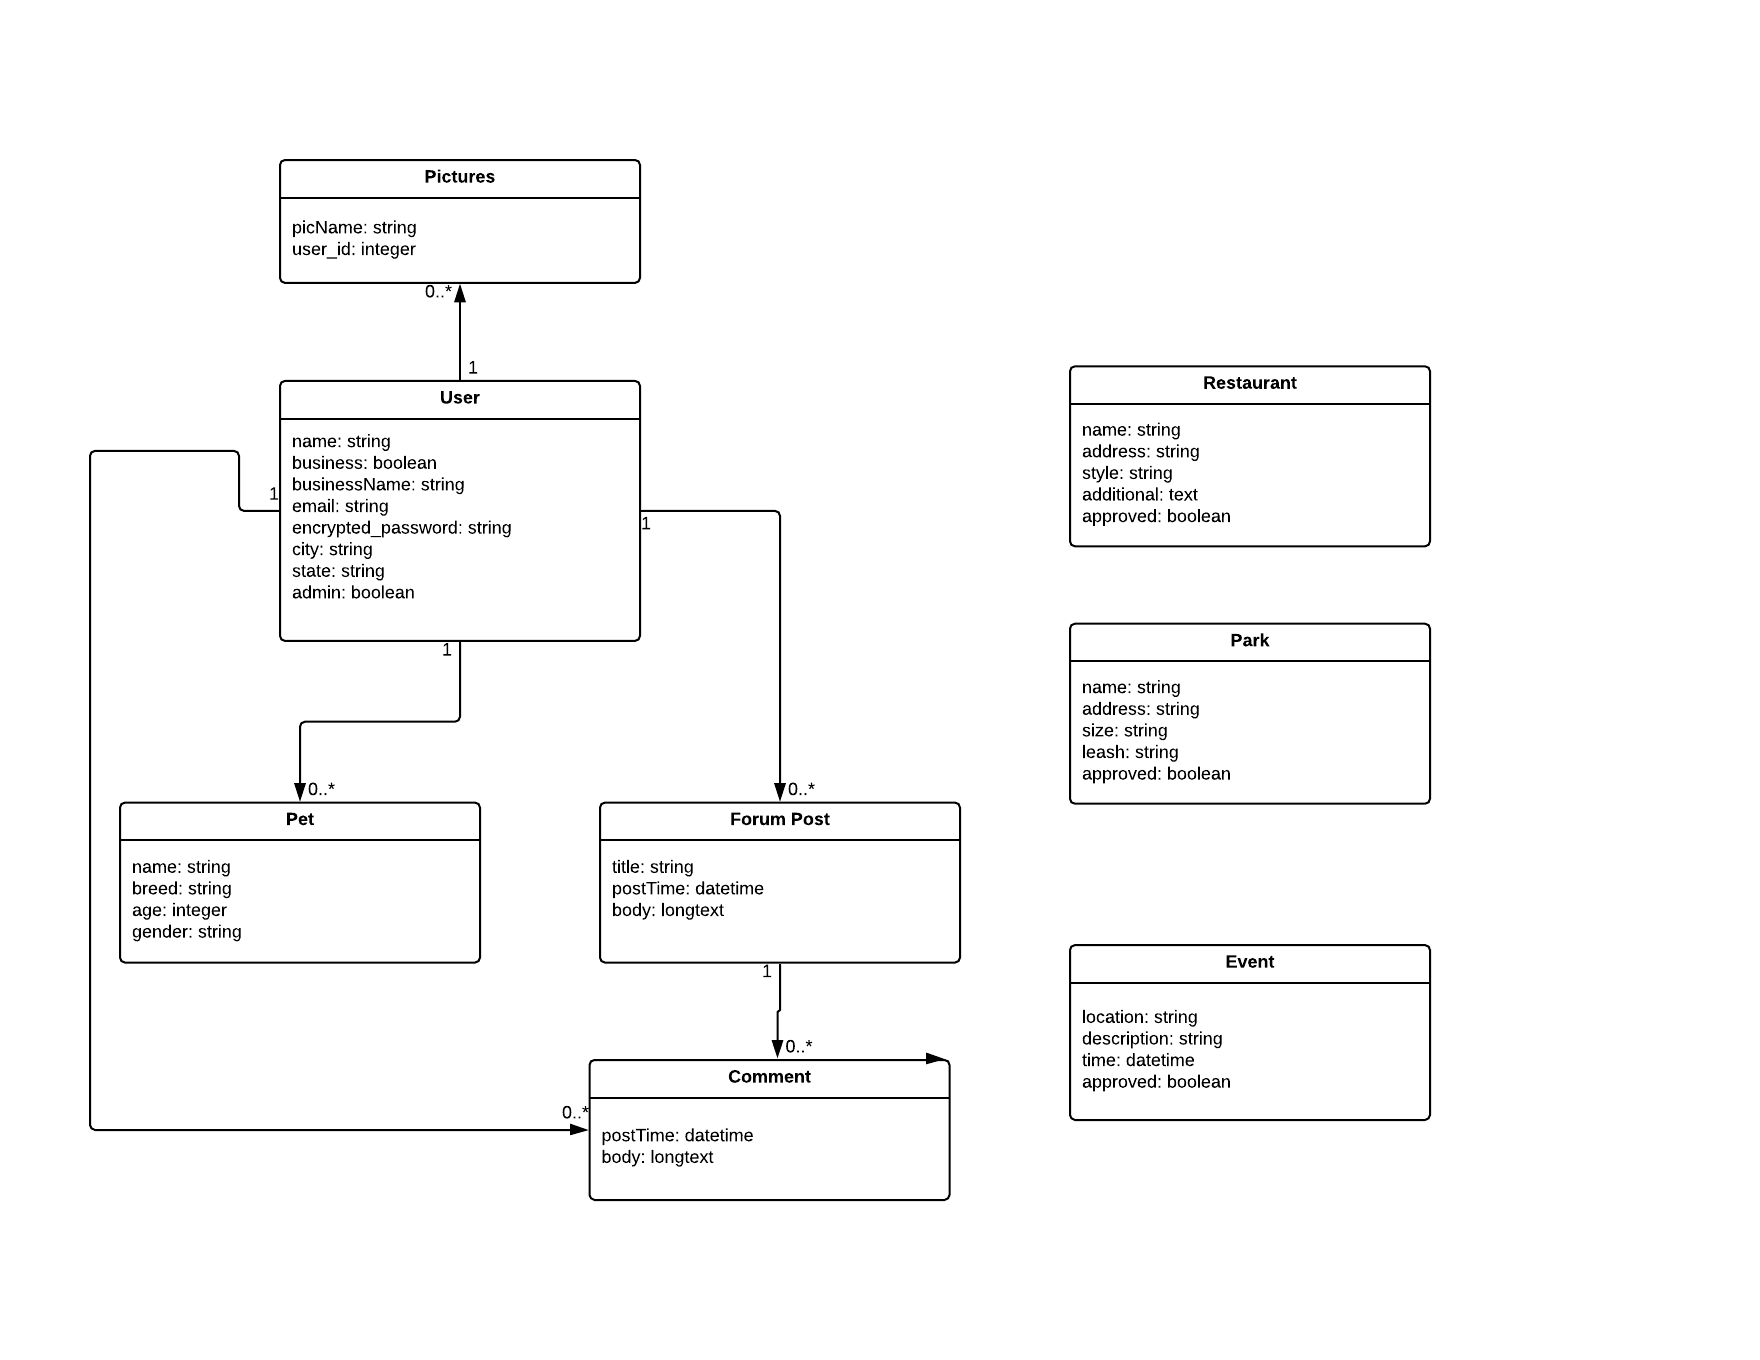 Pictures
picName: string
user_id: integer
0..*
1
User
name: string
business: boolean
businessName: string
email: string
encrypted_password: string
city: string
state: string
admin: boolean
1
1
1
0..*
Pet
name: string
breed: string
age: integer
gender: string
0..*
Forum Post
title: string
postTime: datetime
body: longtext
1
0..*
Comment
0..*
postTime: datetime
body: longtext
Restaurant
name: string
address: string
style: string
additional: text
approved: boolean
Park
name: string
address: string
size: string
leash: string
approved: boolean
Event
location: string
description: string
time: datetime
approved: boolean